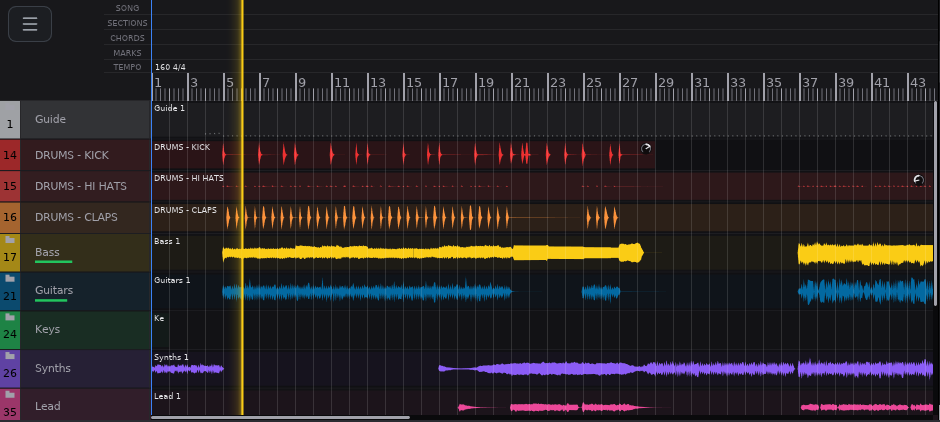 SONG
SECTIONS
CHORDS
MARKS
TEMPO 160 4/4
1 3 5 7 9 11 13 15 17 19 21 23 25 27 29 31 33 35 37 39 41 43
1 Guide Guide 1
14 DRUMS - KICK DRUMS - KICK
15 DRUMS - HI HATS DRUMS - HI HATS
16 DRUMS - CLAPS DRUMS - CLAPS
17 Bass Bass 1
21 Guitars Guitars 1
24 Keys Ke
26 Synths Synths 1
35 Lead Lead 1